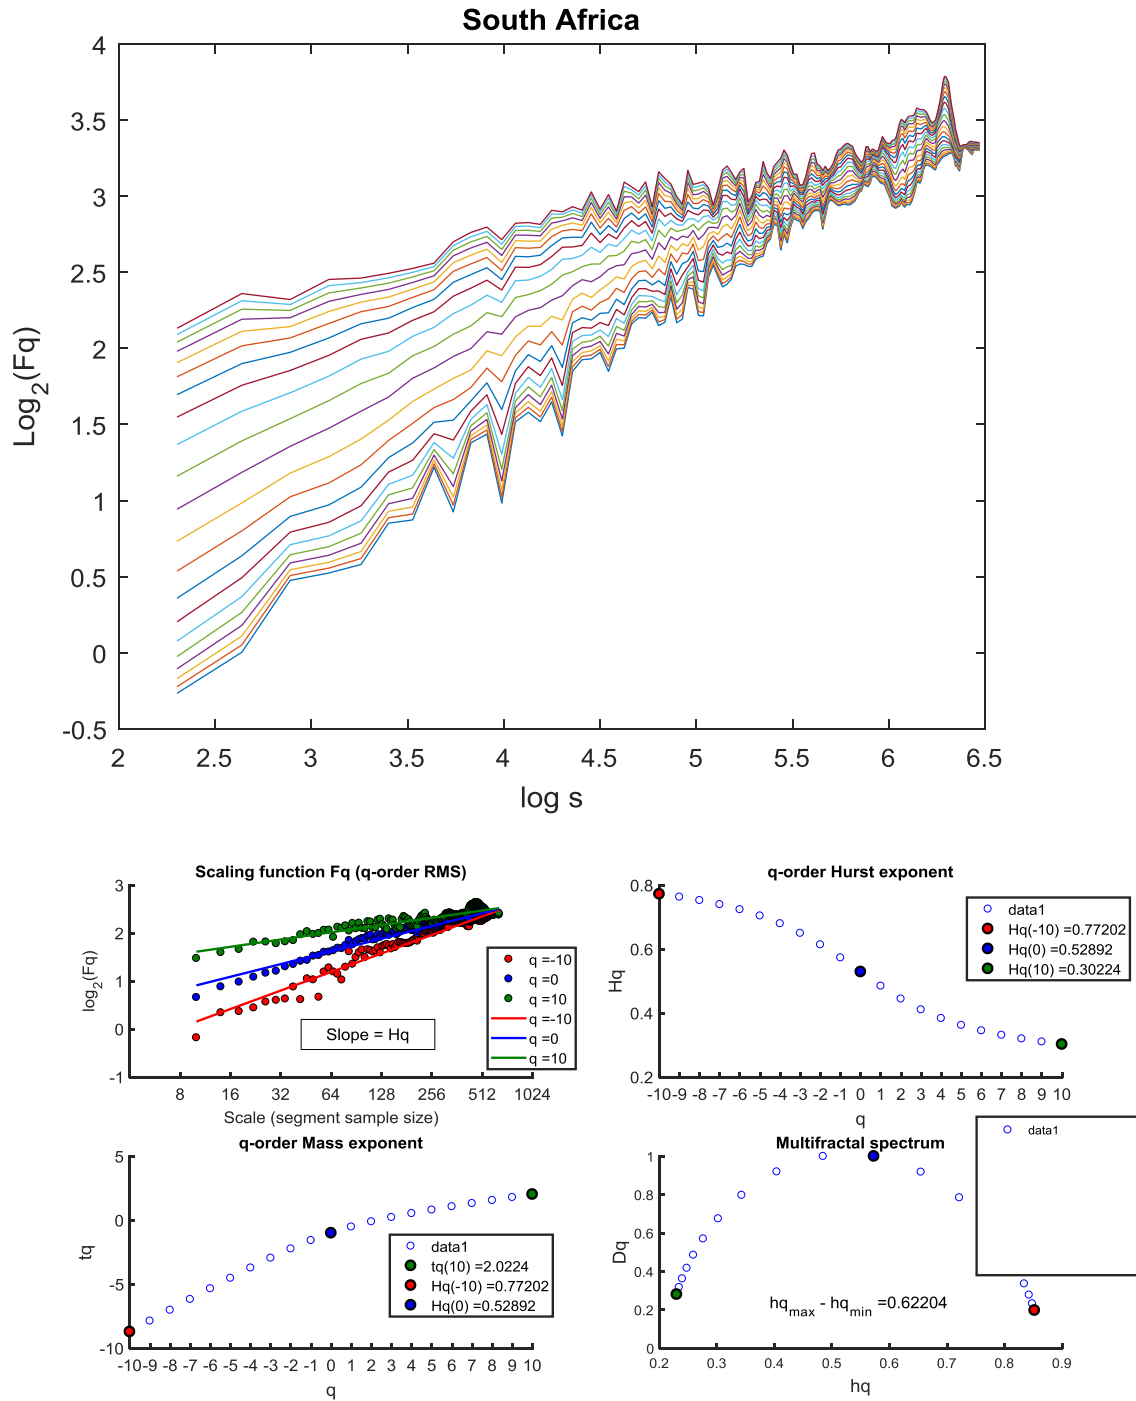 South Africa
4
3.5
3
2.5
2
1.5
1
0.5
0
-0.5
Log2(Fq)
2 2.5 3 3.5 4 4.5 5 5.5 6 6.5
log s
Scaling function Fq (q-order RMS)
3
2
1
0
-1
log2(Fq)
q =-10
q =0
q =10
q =-10
q =0
q =10
Slope = Hq
8 16 32 64 128 256 512 1024
Scale (segment sample size)
q-order Hurst exponent
0.8
0.6
0.4
0.2
Hq
data1
Hq(-10) =0.77202
Hq(0) =0.52892
Hq(10) =0.30224
-10 -9 -8 -7 -6 -5 -4 -3 -2 -1 0 1 2 3 4 5 6 7 8 9 10
q
q-order Mass exponent
5
0
-5
-10
tq
data1
tq(10) =2.0224
Hq(-10) =0.77202
Hq(0) =0.52892
-10 -9 -8 -7 -6 -5 -4 -3 -2 -1 0 1 2 3 4 5 6 7 8 9 10
q
Multifractal spectrum
1
0.8
0.6
0.4
0.2
0
Dq
data1
hqmax - hqmin =0.62204
0.2 0.3 0.4 0.5 0.6 0.7 0.8 0.9
hq